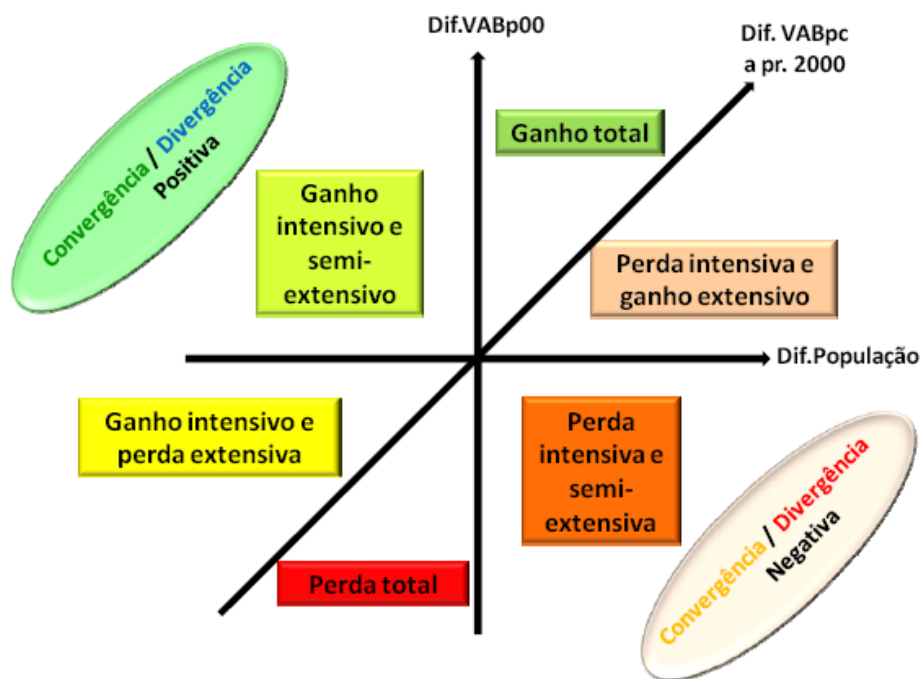 Dif.VABp00
Dif. VABpc
a pr. 2000
Convergência / Divergência
Positiva
Ganho total
Ganho
intensivo e
semi-
extensivo
Perda intensiva e
ganho extensivo
Dif.População
Ganho intensivo e
perda extensiva
Perda
intensiva e
semi-
extensiva
Perda total
Convergência / Divergência
Negativa